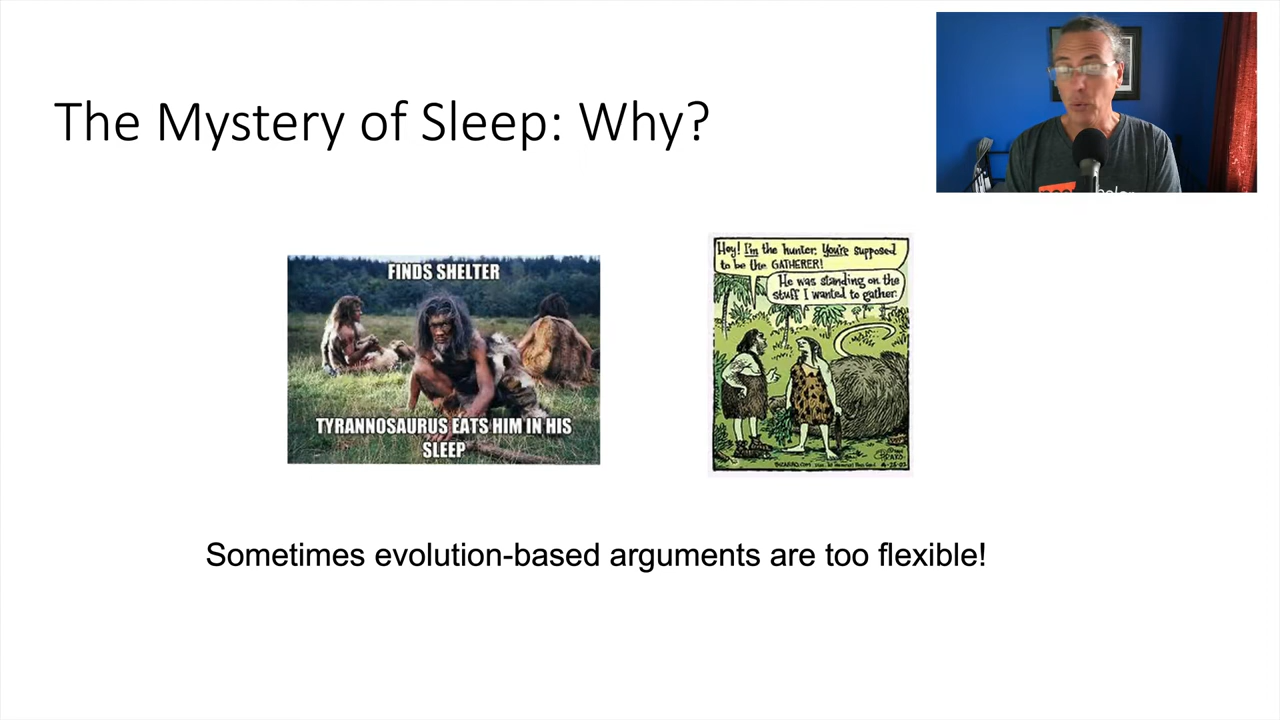 The Mystery of Sleep: Why?
FINDS SHELTER
TYRANNOSAURUS EATS HIM IN HIS
SLEEP
Hey! I'm the hunter. You're supposed
to be the GATHERER!
He was standing on the
stuff I wanted to gather.
BIZARRO.COM
Sometimes evolution-based arguments are too flexible!